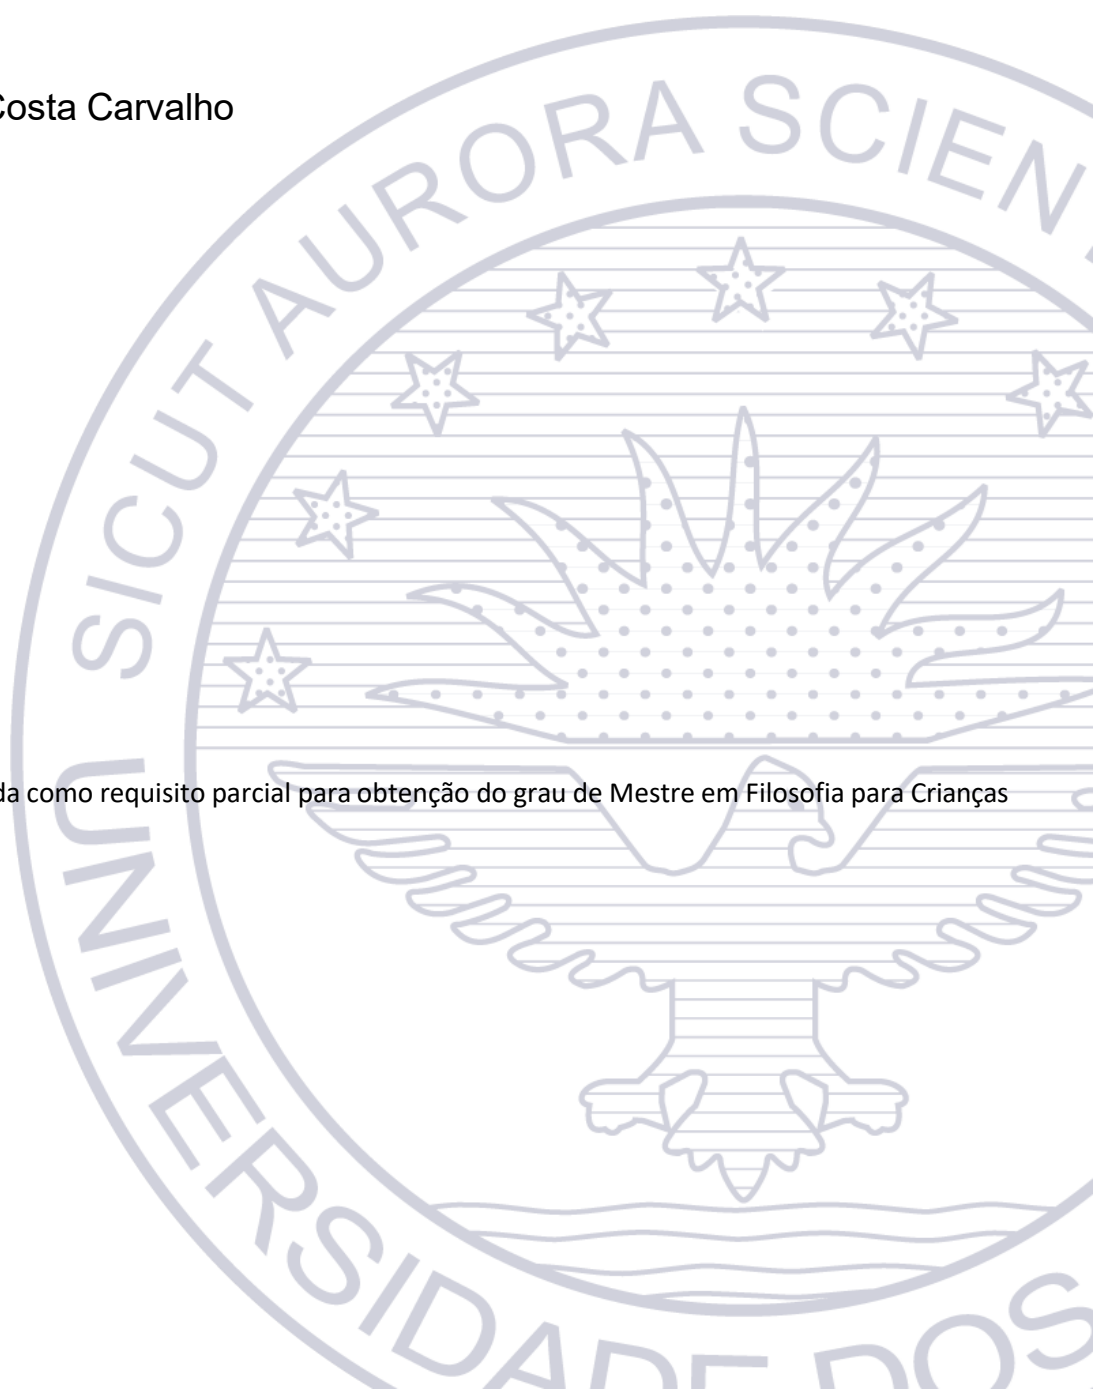 Costa Carvalho
SICUT AURORA SCIEN
da como requisito parcial para obtenção do grau de Mestre em Filosofia para Crianças
UNIVERSIDADE DOS